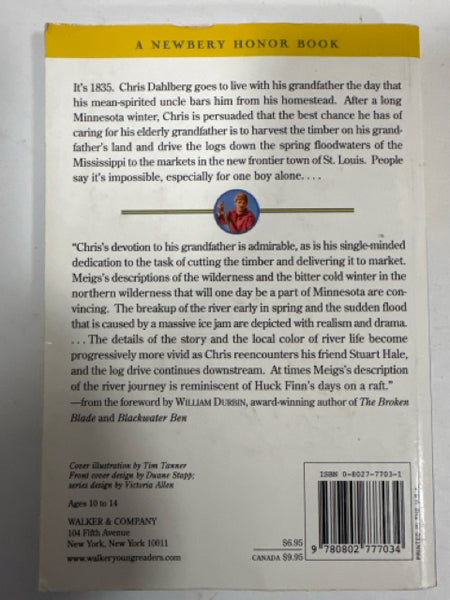 A NEWBERY HONOR BOOK
It's 1835. Chris Dahlberg goes to live with his grandfather the day that
his mean-spirited uncle bars him from his homestead. After a long
Minnesota winter, Chris is persuaded that the best chance he has of
caring for his elderly grandfather is to harvest the timber on his grand-
father's land and drive the logs down the spring floodwaters of the
Mississippi to the markets in the new frontier town of St. Louis. People
say it's impossible, especially for one boy alone. . . .
"Chris's devotion to his grandfather is admirable, as is his single-minded
dedication to the task of cutting the timber and delivering it to market.
Meigs's descriptions of the wilderness and the bitter cold winter in the
northern wilderness that will one day be a part of Minnesota are con-
vincing. The breakup of the river early in spring and the sudden flood
that is caused by a massive ice jam are depicted with realism and drama.
. . . The details of the story and the local color of river life become
progressively more vivid as Chris reencounters his friend Stuart Hale,
and the log drive continues downstream. At times Meigs's description
of the river journey is reminiscent of Huck Finn's days on a raft."
—from the foreword by WILLIAM DURBIN, award-winning author of The Broken
Blade and Blackwater Ben
Cover illustration by Tim Tanner
Front cover design by Duane Stapp;
series design by Victoria Allen
Ages 10 to 14
WALKER & COMPANY
104 Fifth Avenue
New York, New York 10011
www.walkeryoungreaders.com
$6.95
CANADA $9.95
ISBN 0-8027-7703-1
9 780802 777034
PRINTED IN THE U.S.A.